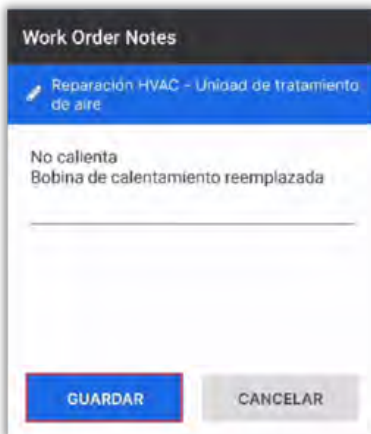 Work Order Notes
Reparación HVAC - Unidad de tratamiento
de aire
No calienta
Bobina de calentamiento reemplazada
GUARDAR
CANCELAR